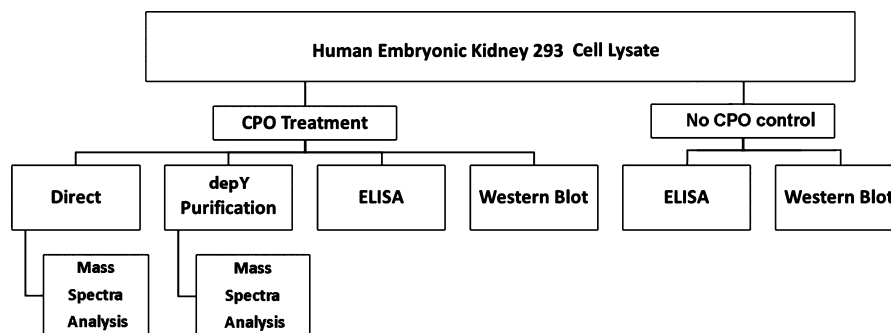 Human Embryonic Kidney 293 Cell Lysate
CPO Treatment
No CPO control
Direct
depY
Purification
ELISA
Western Blot
ELISA
Western Blot
Mass
Spectra
Analysis
Mass
Spectra
Analysis